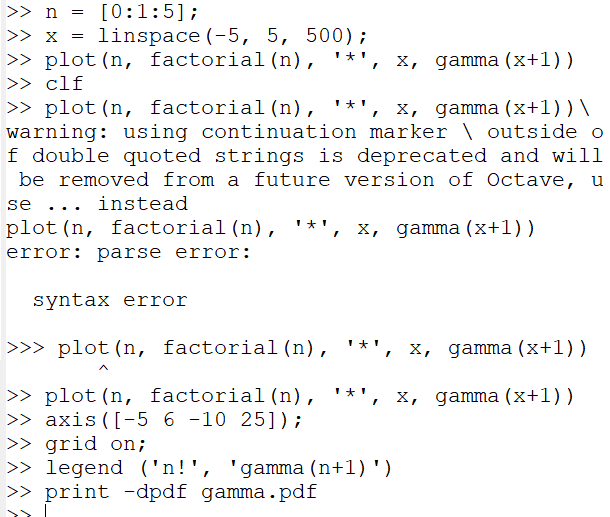 >> n = [0:1:5];
>> x = linspace(-5, 5, 500);
>> plot(n, factorial(n), '*', x, gamma(x+1))
>> clf
>> plot(n, factorial(n), '*', x, gamma(x+1))\
warning: using continuation marker \ outside o
f double quoted strings is deprecated and will
 be removed from a future version of Octave, u
se ... instead
plot(n, factorial(n), '*', x, gamma(x+1))
error: parse error:

  syntax error

>>> plot(n, factorial(n), '*', x, gamma(x+1))
       ^
>> plot(n, factorial(n), '*', x, gamma(x+1))
>> axis([-5 6 -10 25]);
>> grid on;
>> legend ('n!', 'gamma(n+1)')
>> print -dpdf gamma.pdf
>>